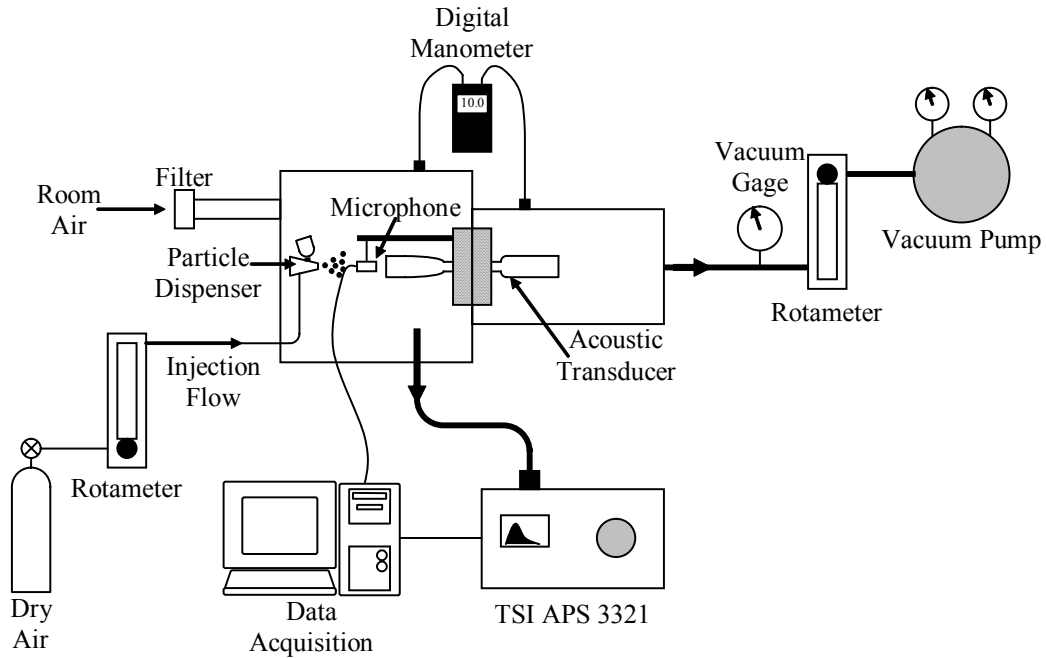 Digital
Manometer
10.0
Filter
Room
Air
Microphone
Vacuum
Gage
Vacuum Pump
Particle
Dispenser
Rotameter
Acoustic
Transducer
Injection
Flow
Rotameter
Dry
Air
Data
Acquisition
TSI APS 3321